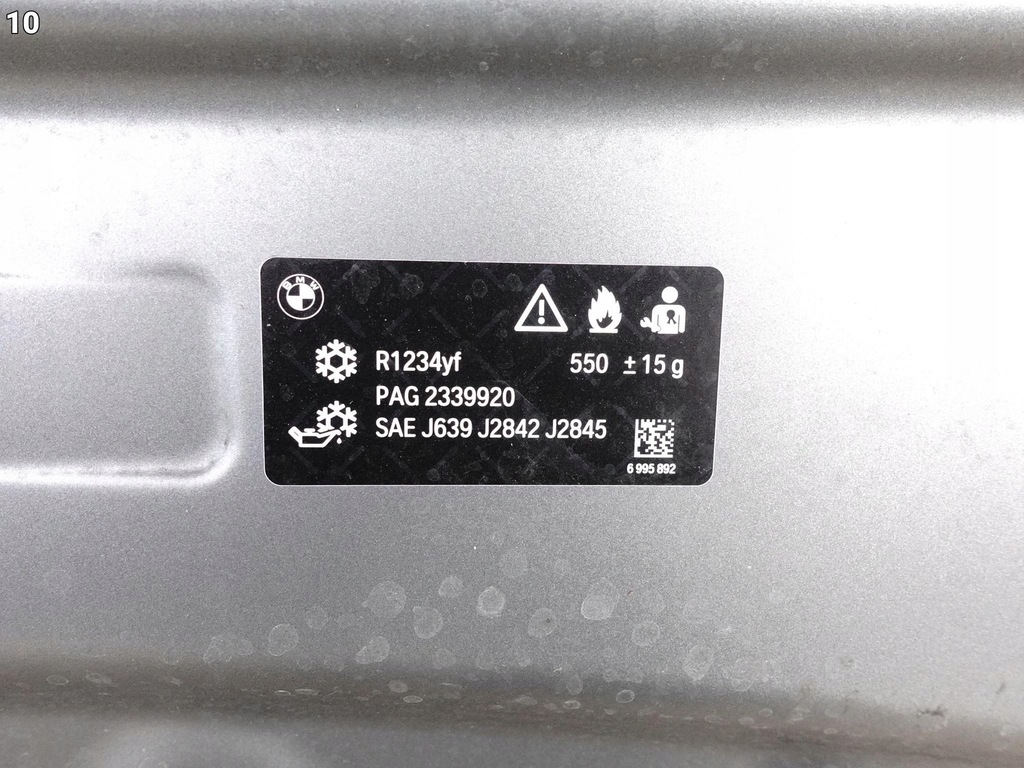 10
BMW
R1234yf 550 ± 15 g
PAG 2339920
SAE J639 J2842 J2845
6 995 892